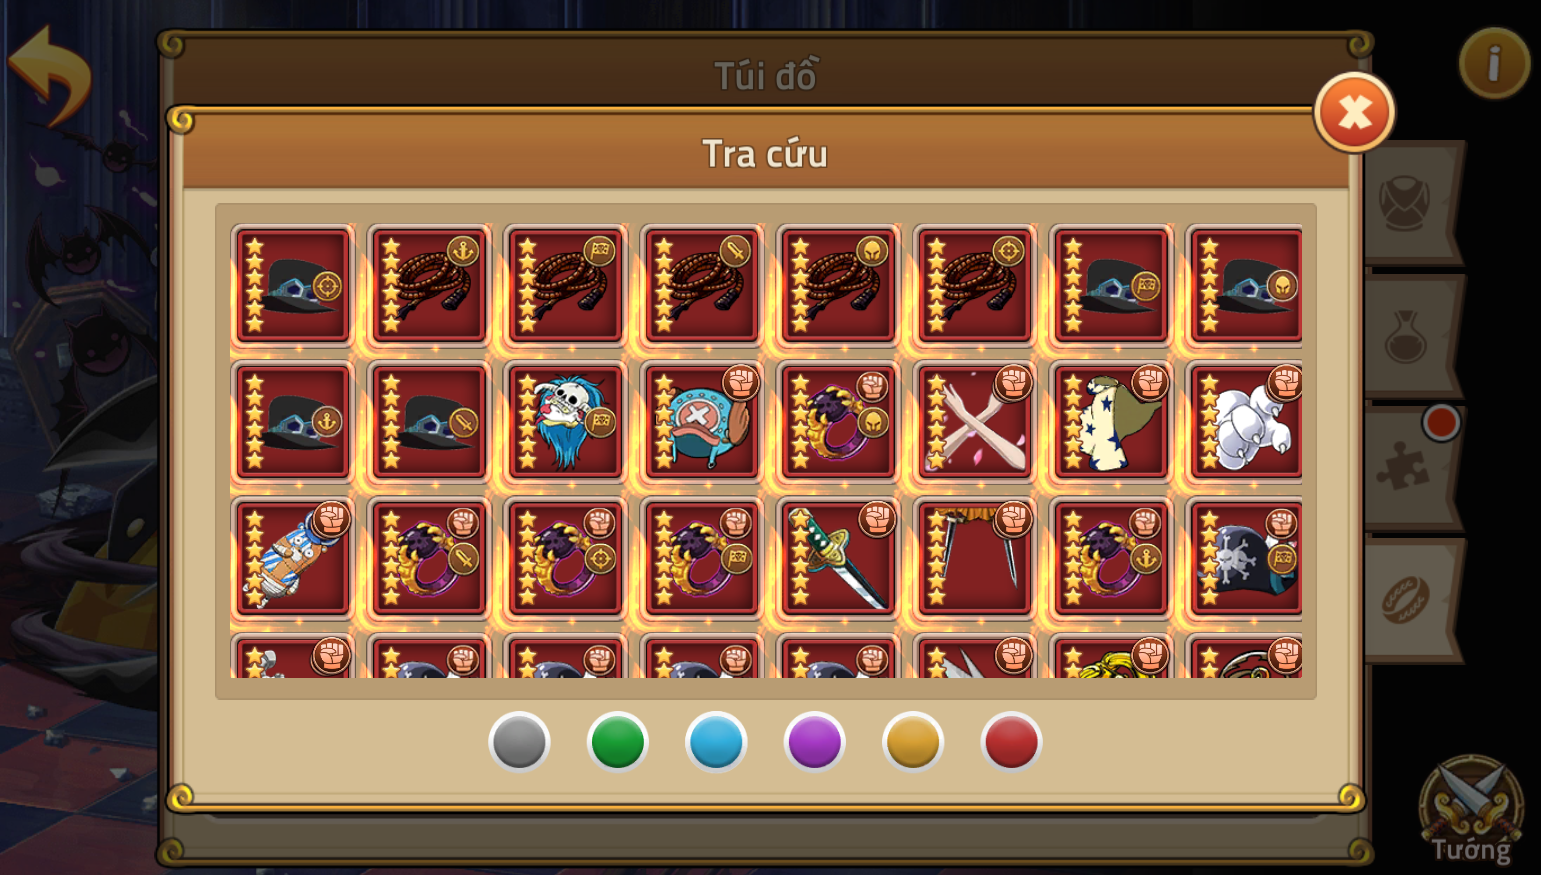 Túi đồ
Tra cứu
Tướng